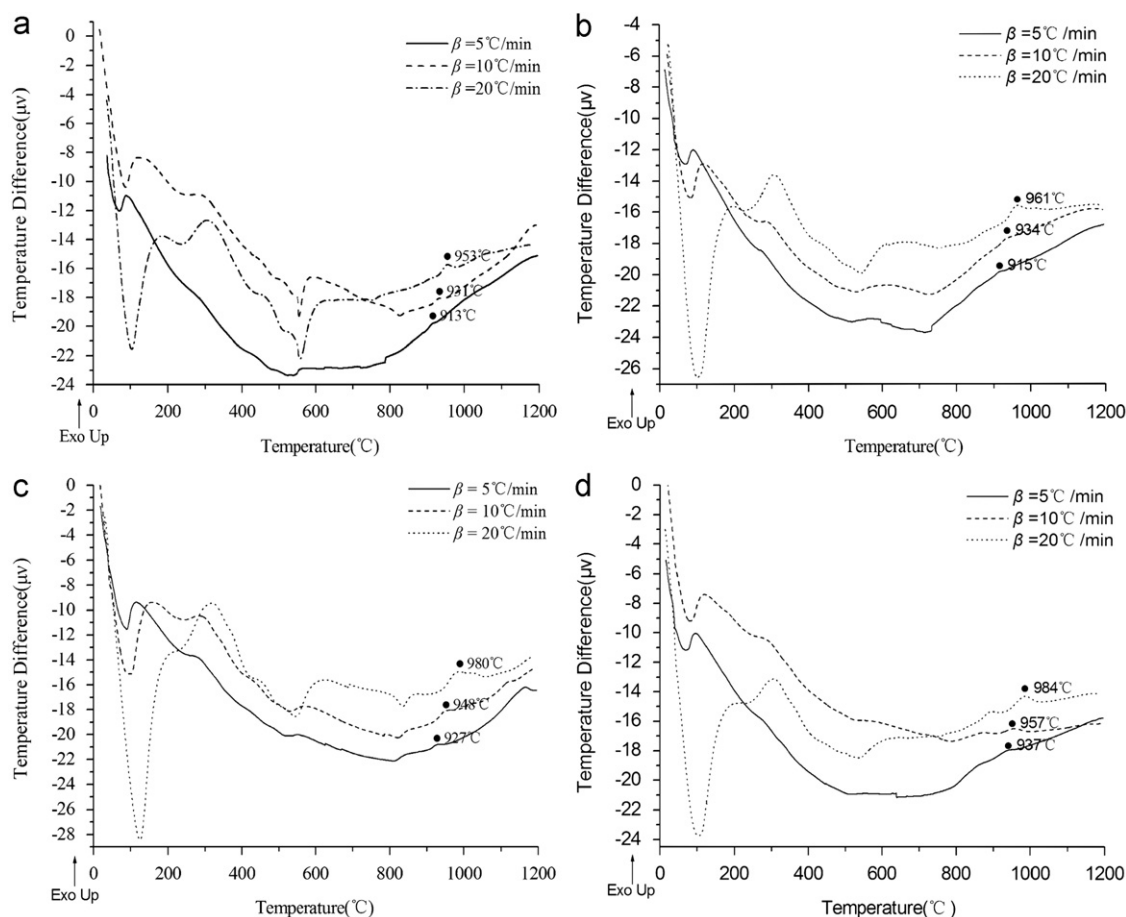 a
β=5℃/min
β=10℃/min
β=20℃/min
Temperature Difference(μv)
0
-2
-4
-6
-8
-10
-12
-14
-16
-18
-20
-22
-24
953℃
931℃
913℃
0 200 400 600 800 1000 1200
Exo Up
Temperature(℃)
b
β=5℃/min
β=10℃/min
β=20℃/min
Temperature Difference(μv)
-4
-6
-8
-10
-12
-14
-16
-18
-20
-22
-24
-26
961℃
934℃
915℃
0 200 400 600 800 1000 1200
Exo Up
Temperature(℃)
c
β = 5℃/min
β = 10℃/min
β = 20℃/min
Temperature Difference(μv)
0
-2
-4
-6
-8
-10
-12
-14
-16
-18
-20
-22
-24
-26
-28
980℃
948℃
927℃
0 200 400 600 800 1000 1200
Exo Up
Temperature(℃)
d
β=5℃ /min
β=10℃ /min
β=20℃ /min
Temperature Difference(μv)
0
-2
-4
-6
-8
-10
-12
-14
-16
-18
-20
-22
-24
984℃
957℃
937℃
0 200 400 600 800 1000 1200
Exo Up
Temperature(℃)